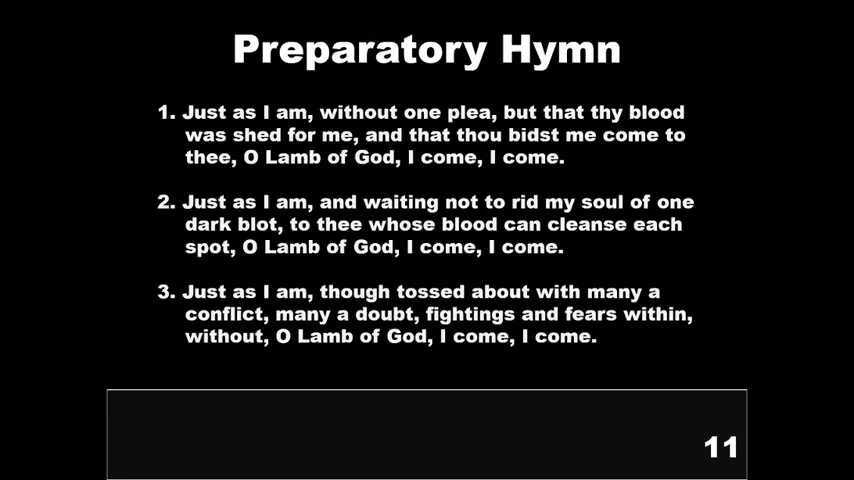 Preparatory Hymn
1. Just as I am, without one plea, but that thy blood
was shed for me, and that thou bidst me come to
thee, O Lamb of God, I come, I come.
2. Just as I am, and waiting not to rid my soul of one
dark blot, to thee whose blood can cleanse each
spot, O Lamb of God, I come, I come.
3. Just as I am, though tossed about with many a
conflict, many a doubt, fightings and fears within,
without, O Lamb of God, I come, I come.
11